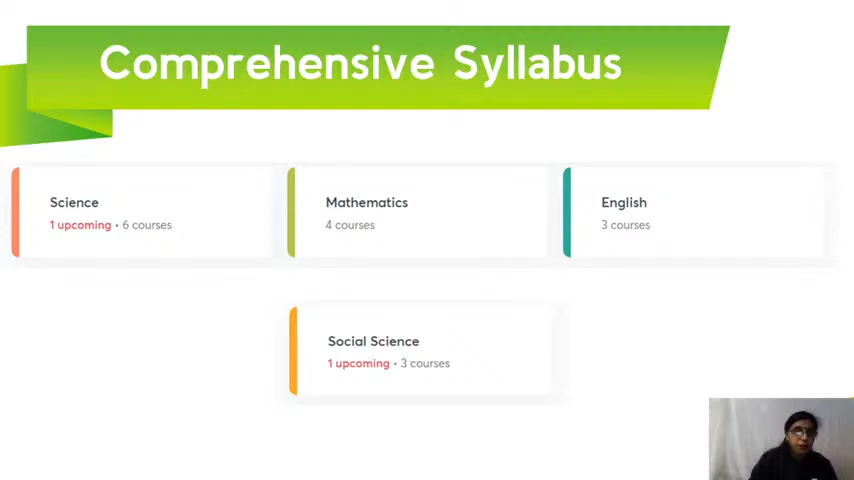 Comprehensive Syllabus
Science
1 upcoming • 6 courses
Mathematics
4 courses
English
3 courses
Social Science
1 upcoming • 3 courses